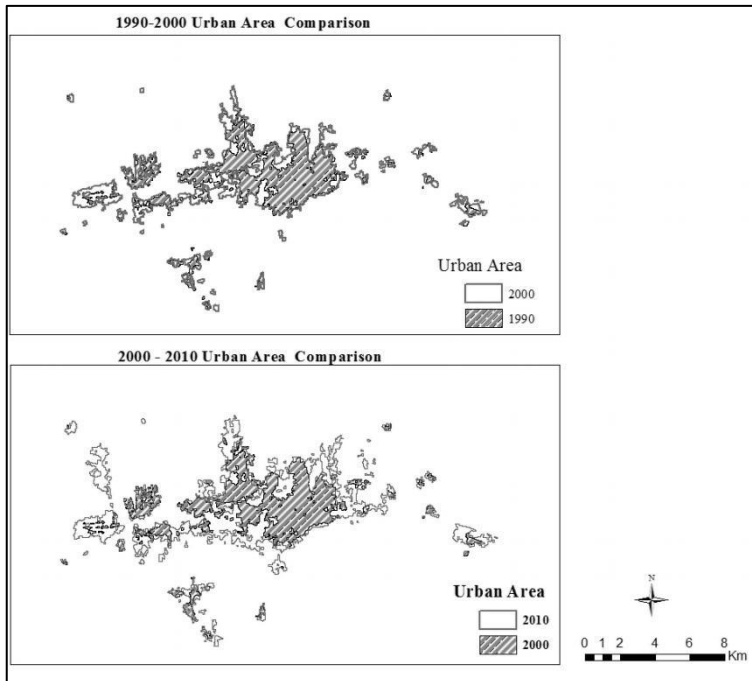 1990-2000 Urban Area Comparison
Urban Area
2000
1990
2000 - 2010 Urban Area Comparison
Urban Area
2010
2000
N
0 1 2 4 6 8
Km